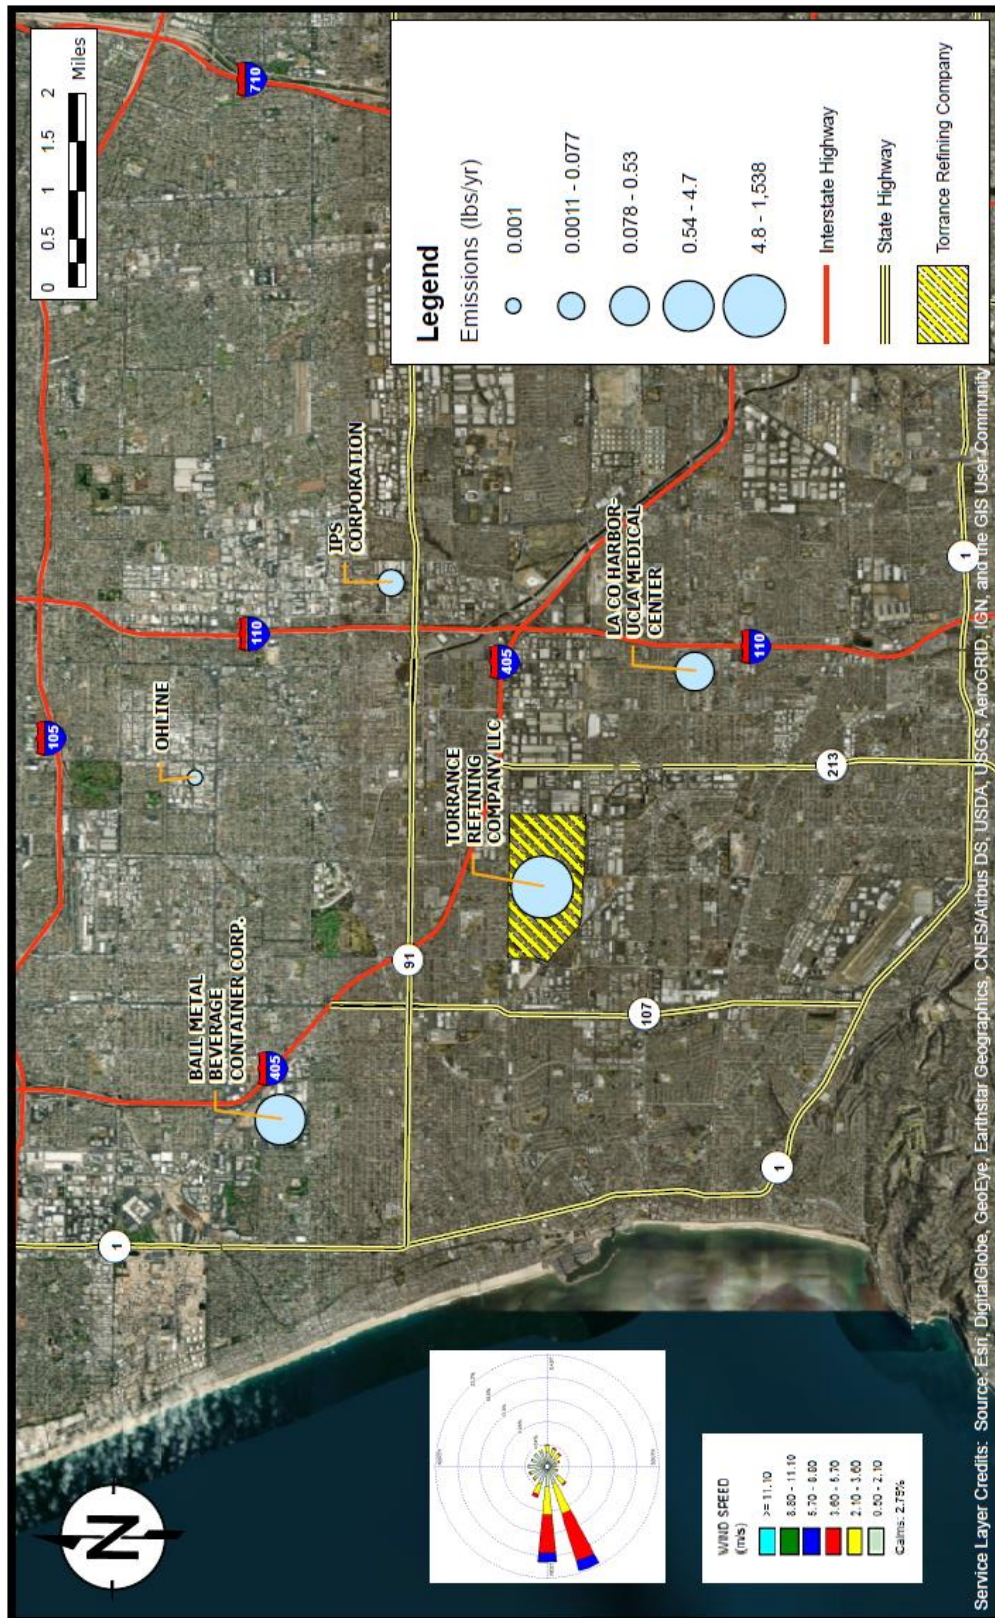 0 0.5 1 1.5 2
Miles
710
105
OHLINE
110
IPS
CORPORATION
BALL METAL
BEVERAGE
CONTAINER CORP.
405
1
91
TORRANCE
REFINING
COMPANY LLC
405
LA CO HARBOR-
UCLA MEDICAL
CENTER
110
107
213
1
1
Legend
Emissions (lbs/yr)
0.001
0.0011 - 0.077
0.078 - 0.53
0.54 - 4.7
4.8 - 1,538
Interstate Highway
State Highway
Torrance Refining Company
N
WIND SPEED
(m/s)
>= 11.10
8.80 - 11.10
5.70 - 8.80
3.60 - 5.70
2.10 - 3.60
0.50 - 2.10
Calms: 2.75%
Service Layer Credits: Source: Esri, DigitalGlobe, GeoEye, Earthstar Geographics, CNES/Airbus DS, USDA, USGS, AeroGRID, IGN, and the GIS User Community